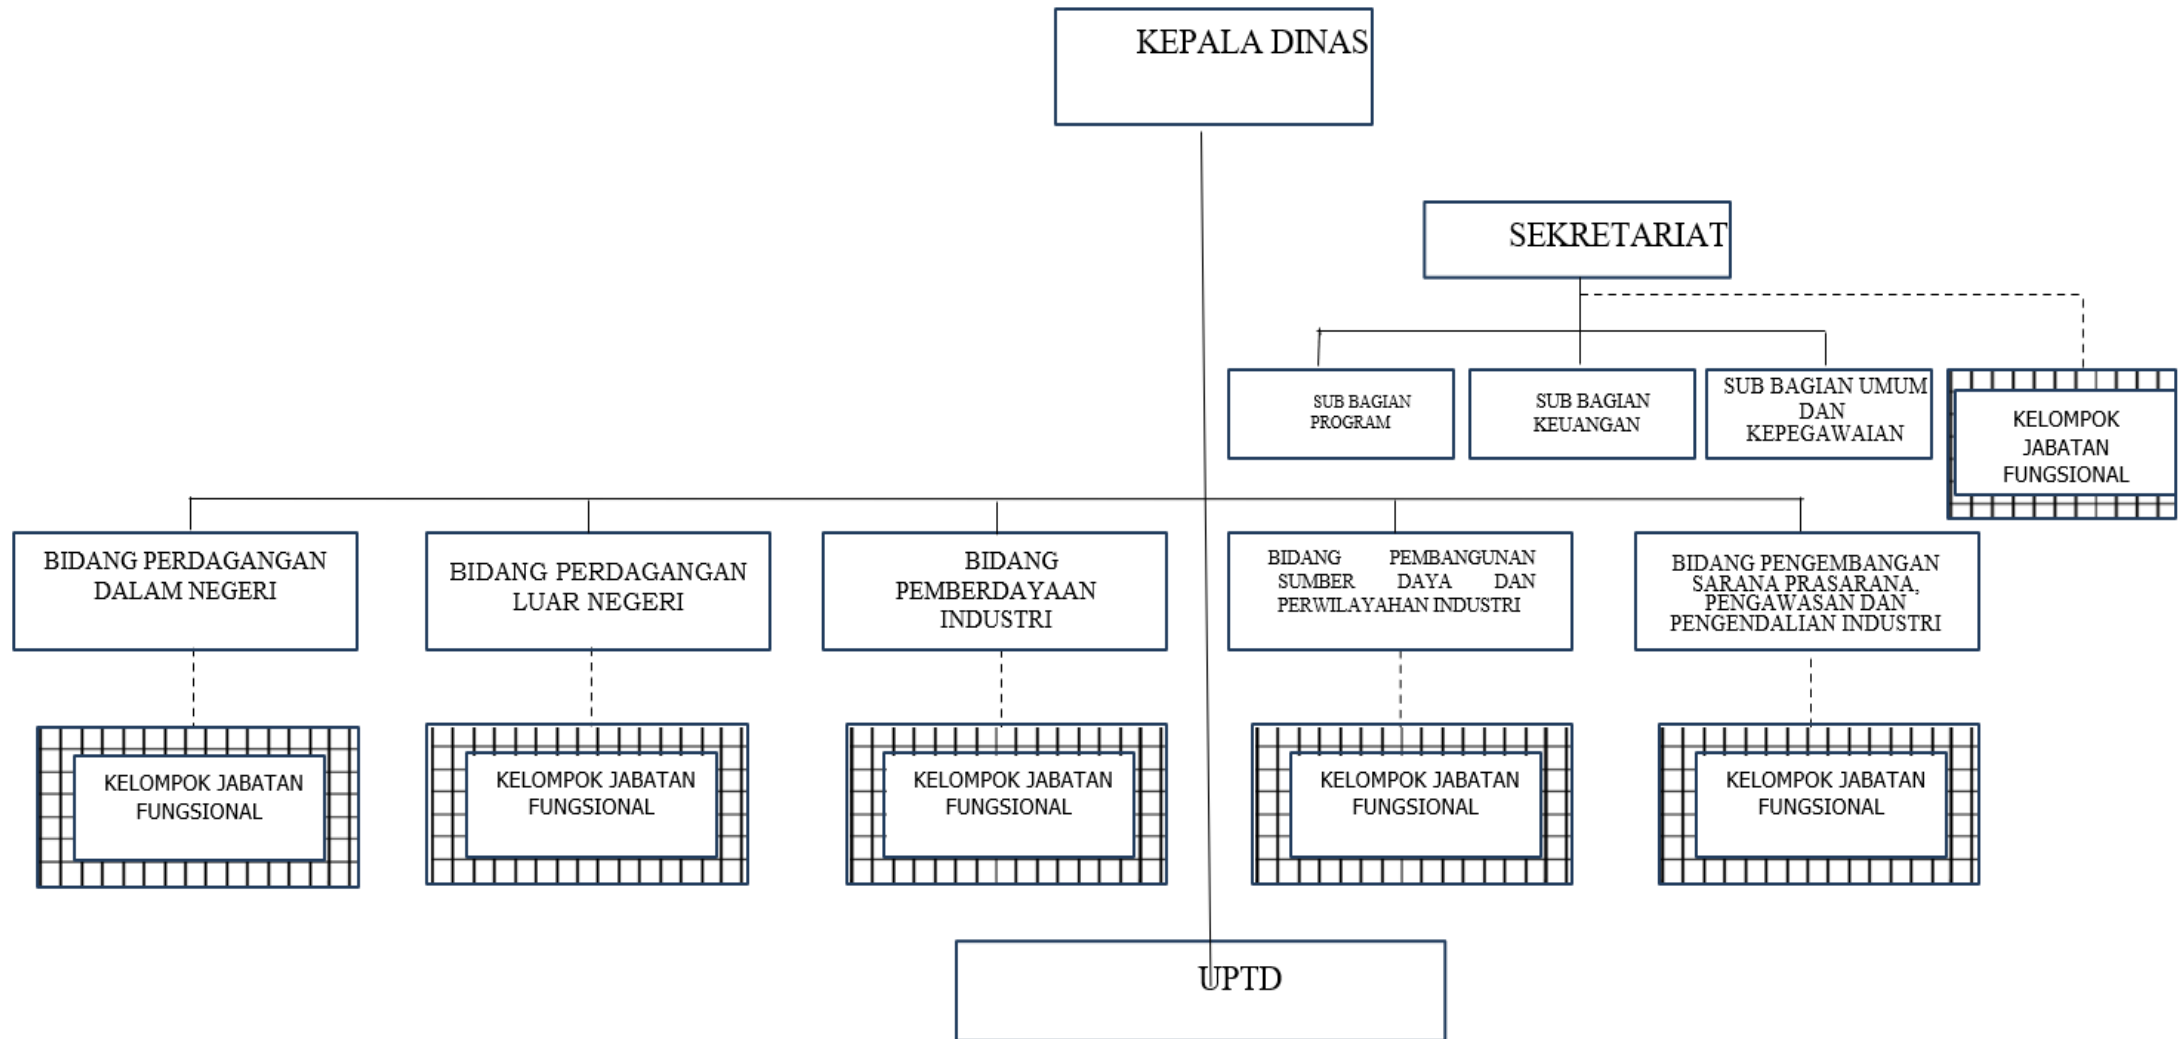 KEPALA DINAS
SEKRETARIAT
SUB BAGIAN
PROGRAM
SUB BAGIAN
KEUANGAN
SUB BAGIAN UMUM
DAN
KEPEGAWAIAN
KELOMPOK
JABATAN
FUNGSIONAL
BIDANG PERDAGANGAN
DALAM NEGERI
BIDANG PERDAGANGAN
LUAR NEGERI
BIDANG
PEMBERDAYAAN
INDUSTRI
BIDANG PEMBANGUNAN
SUMBER DAYA DAN
PERWILAYAHAN INDUSTRI
BIDANG PENGEMBANGAN
SARANA PRASARANA,
PENGAWASAN DAN
PENGENDALIAN INDUSTRI
KELOMPOK JABATAN
FUNGSIONAL
KELOMPOK JABATAN
FUNGSIONAL
KELOMPOK JABATAN
FUNGSIONAL
KELOMPOK JABATAN
FUNGSIONAL
KELOMPOK JABATAN
FUNGSIONAL
UPTD